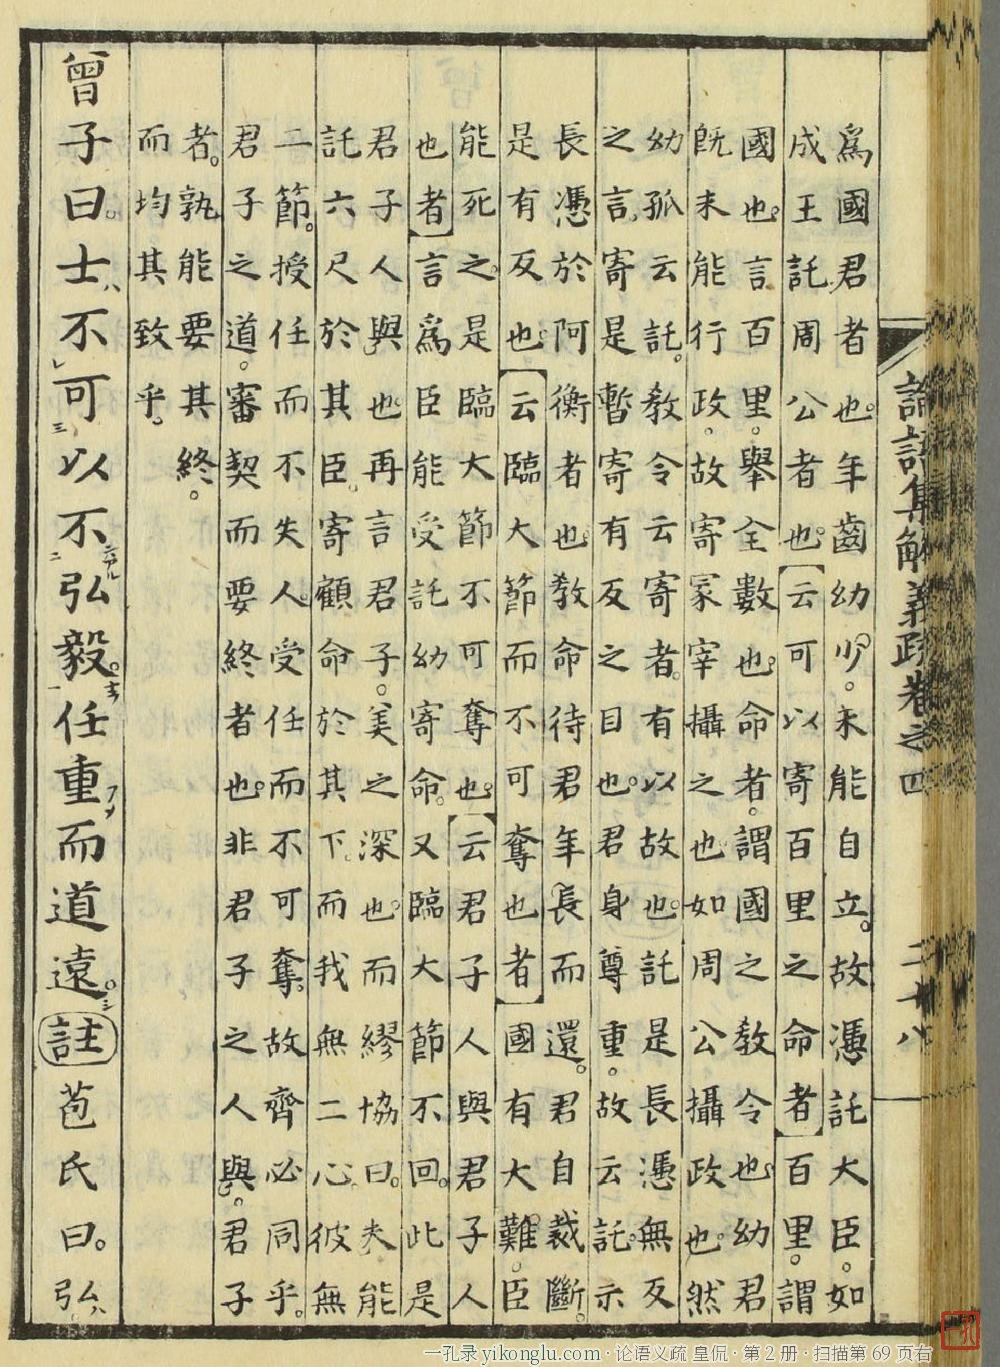 為國君者也。年齒幼少。未能自立。故憑託大臣。如
成王託周公者也。云可以寄百里之命者百里。謂
國也。言百里。舉全數也。命者。謂國之教令也。幼君
既未能行政。故寄冢宰攝之也。如周公攝政也。然
幼孤云託。教令云寄者。有以故也。託是長憑無反
之言。寄是暫寄有反之目也。君身尊重。故云託。示
長憑於阿衡者也。教命待君年長而還。君自裁斷。
是有反也。云臨大節而不可奪也者國有大難。臣
能死之。是臨大節不可奪也。云君子人與君子人
也者言為臣能受託幼寄命。又臨大節不回。此是
君子人與也。再言君子。美之深也。而繆協曰。夫能
託六尺於其臣。寄顧命於其下。而我無二心。彼無
二節。授任而不失人。受任而不可奪。故齊必同乎。
君子之道。審契而要終者也。非君子之人與。君子
者。孰能要其終。
而均其致乎。
曾子曰。士不可以不弘毅。任重而道遠。註苞氏曰。弘
論語集解義疏卷之四
二十八
一孔录 yikonglu.com · 论语义疏 皇侃 · 第 2 册 · 扫描第 69 页右